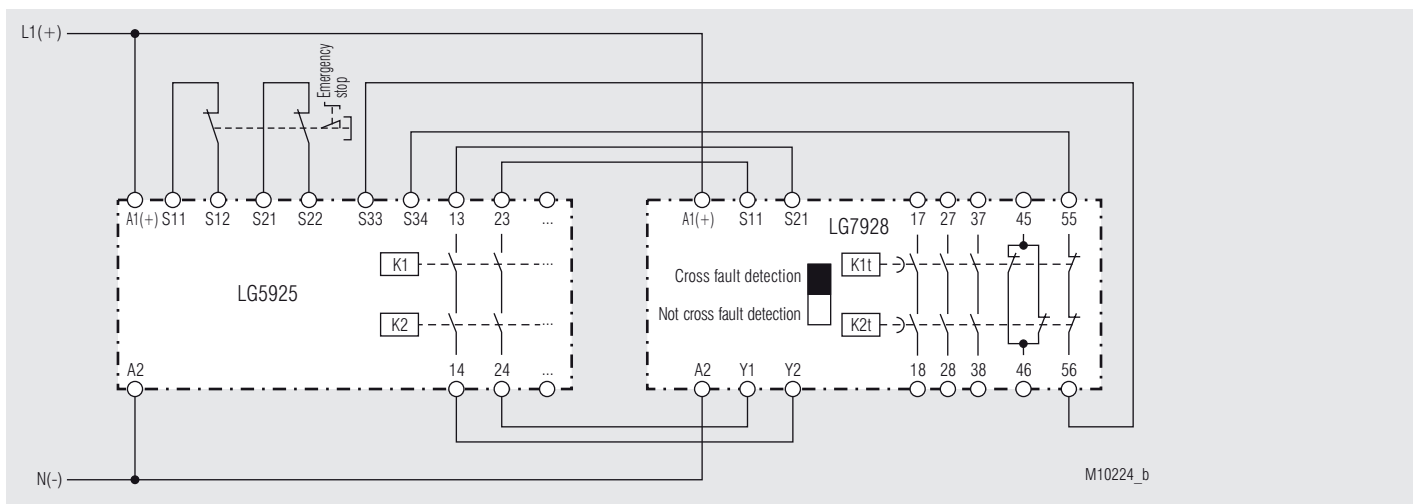 L1(+)
Emergency
stop
A1(+) S11 S12 S21 S22 S33 S34 13 23 ...
A1(+) S11 S21 17 27 37 45 55
LG7928
K1 ...
Cross fault detection K1t
LG5925
Not cross fault detection
K2 ... K2t
A2 14 24 ...
A2 Y1 Y2 18 28 38 46 56
N(-)
M10224_b